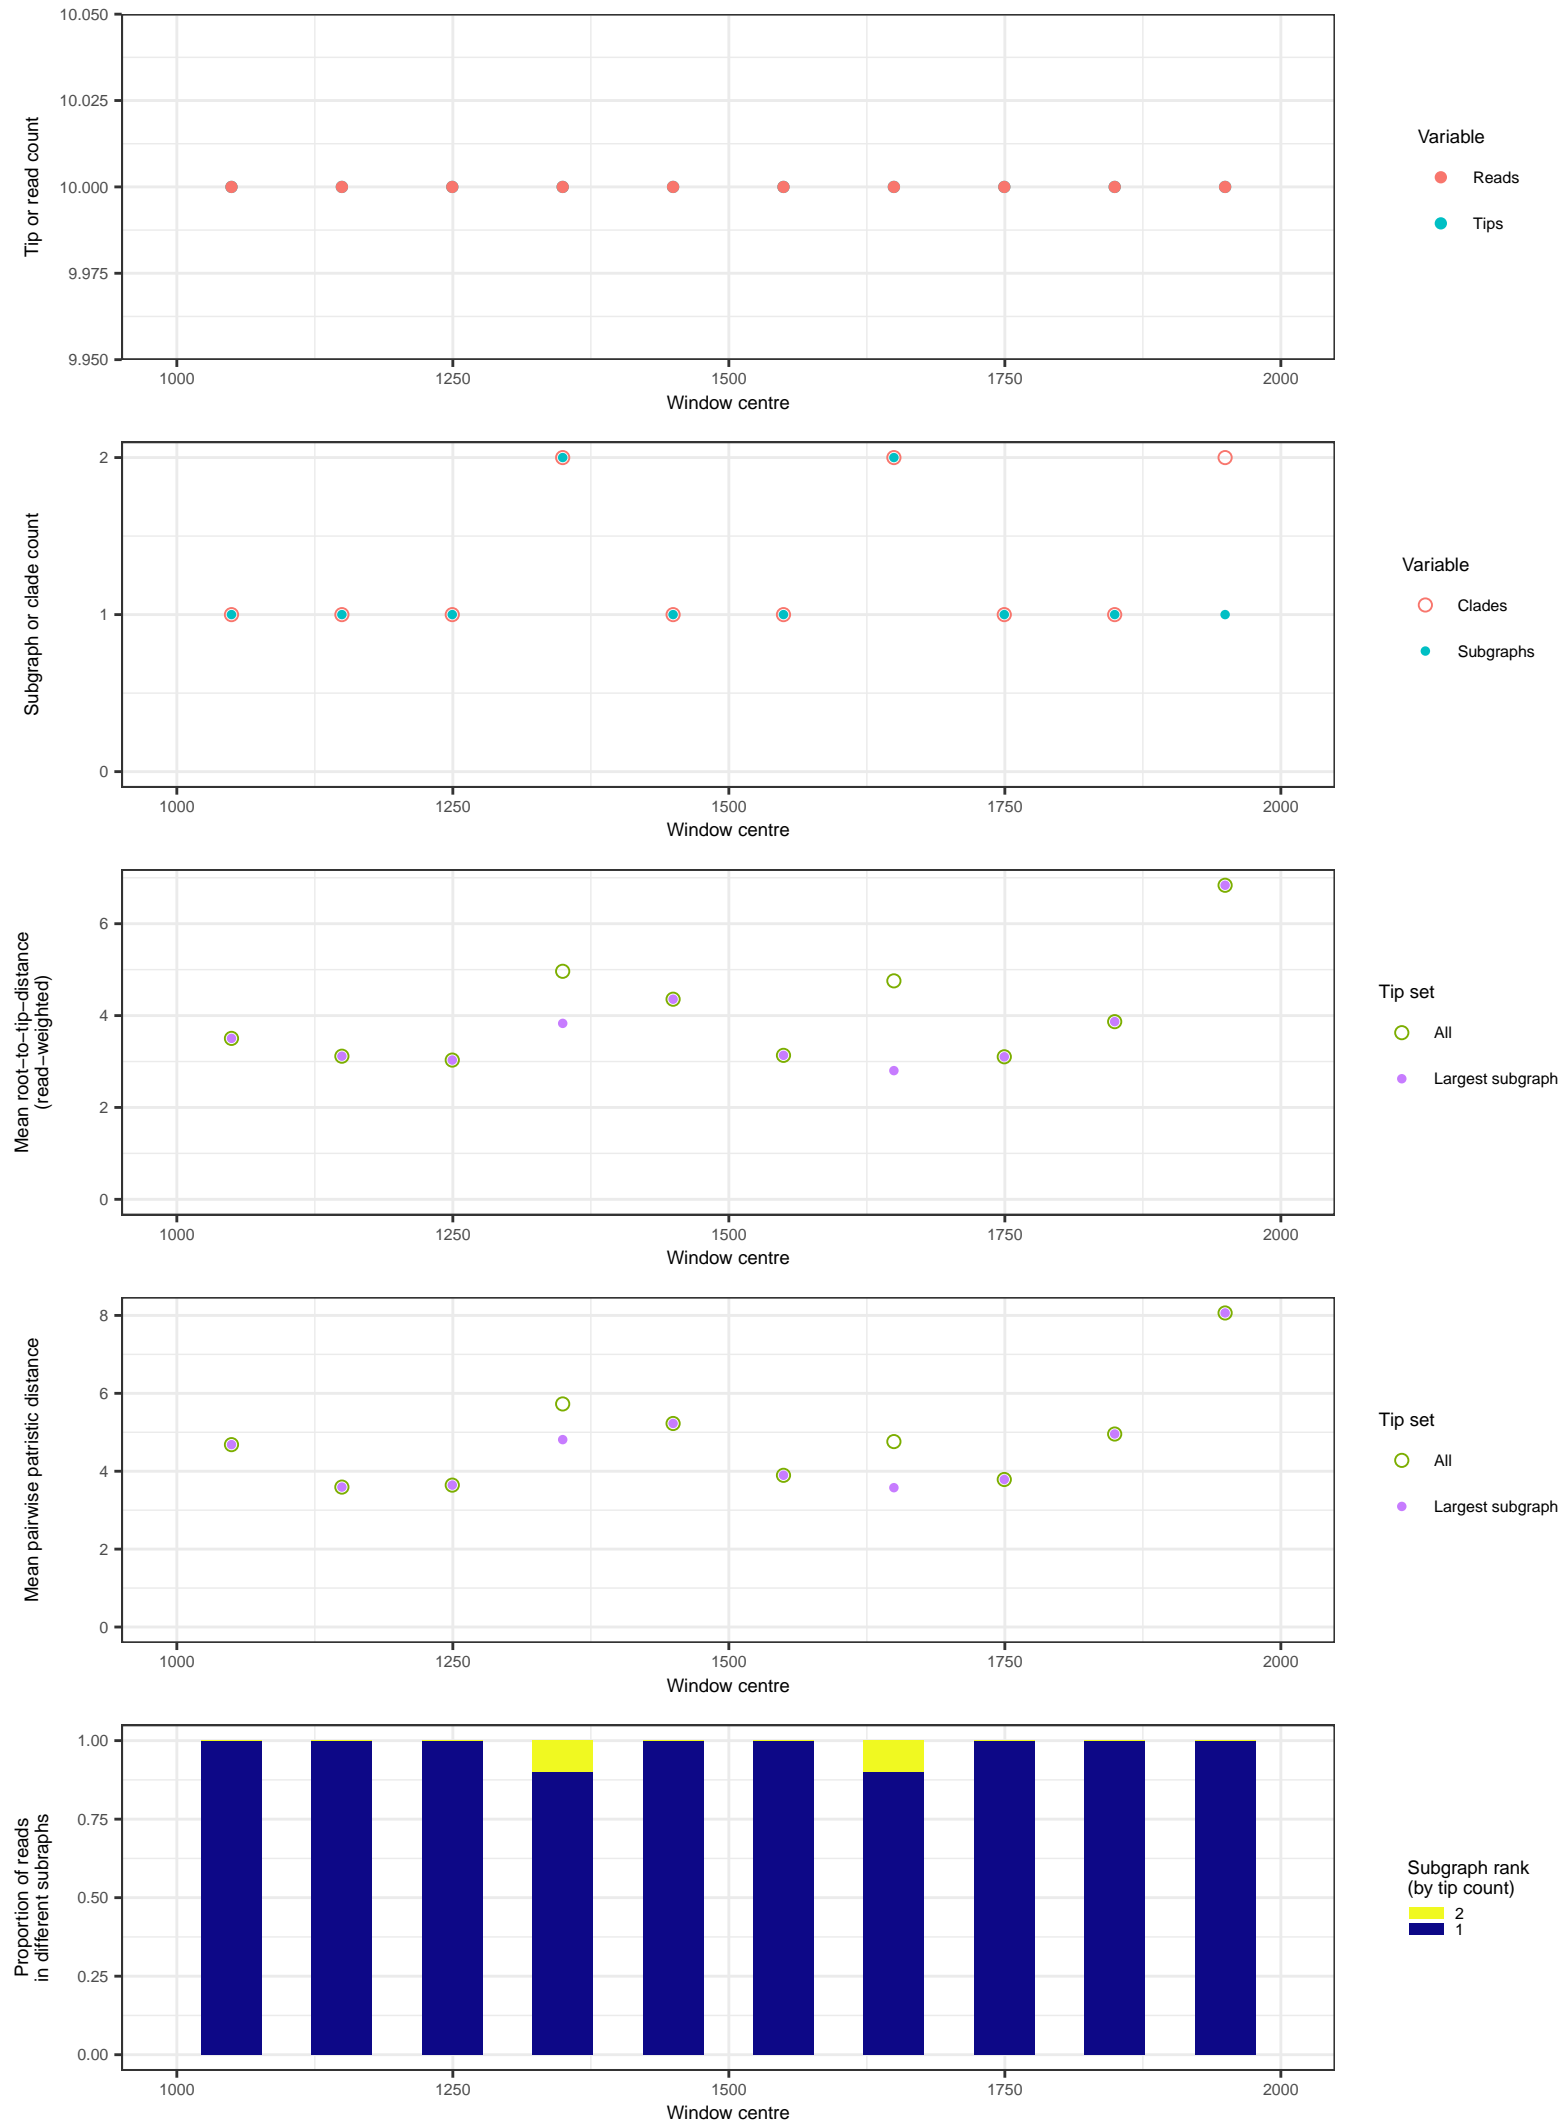 10.050
10.025
10.000
9.975
9.950
Tip or read count
1000 1250 1500 1750 2000
Window centre
Variable
Reads
Tips
2
1
0
Subgraph or clade count
1000 1250 1500 1750 2000
Window centre
Variable
Clades
Subgraphs
6
4
2
0
Mean root−to−tip−distance
(read−weighted)
1000 1250 1500 1750 2000
Window centre
Tip set
All
Largest subgraph
8
6
4
2
0
Mean pairwise patristic distance
1000 1250 1500 1750 2000
Window centre
Tip set
All
Largest subgraph
1.00
0.75
0.50
0.25
0.00
Proportion of reads
in different subraphs
1000 1250 1500 1750 2000
Window centre
Subgraph rank
(by tip count)
2
1